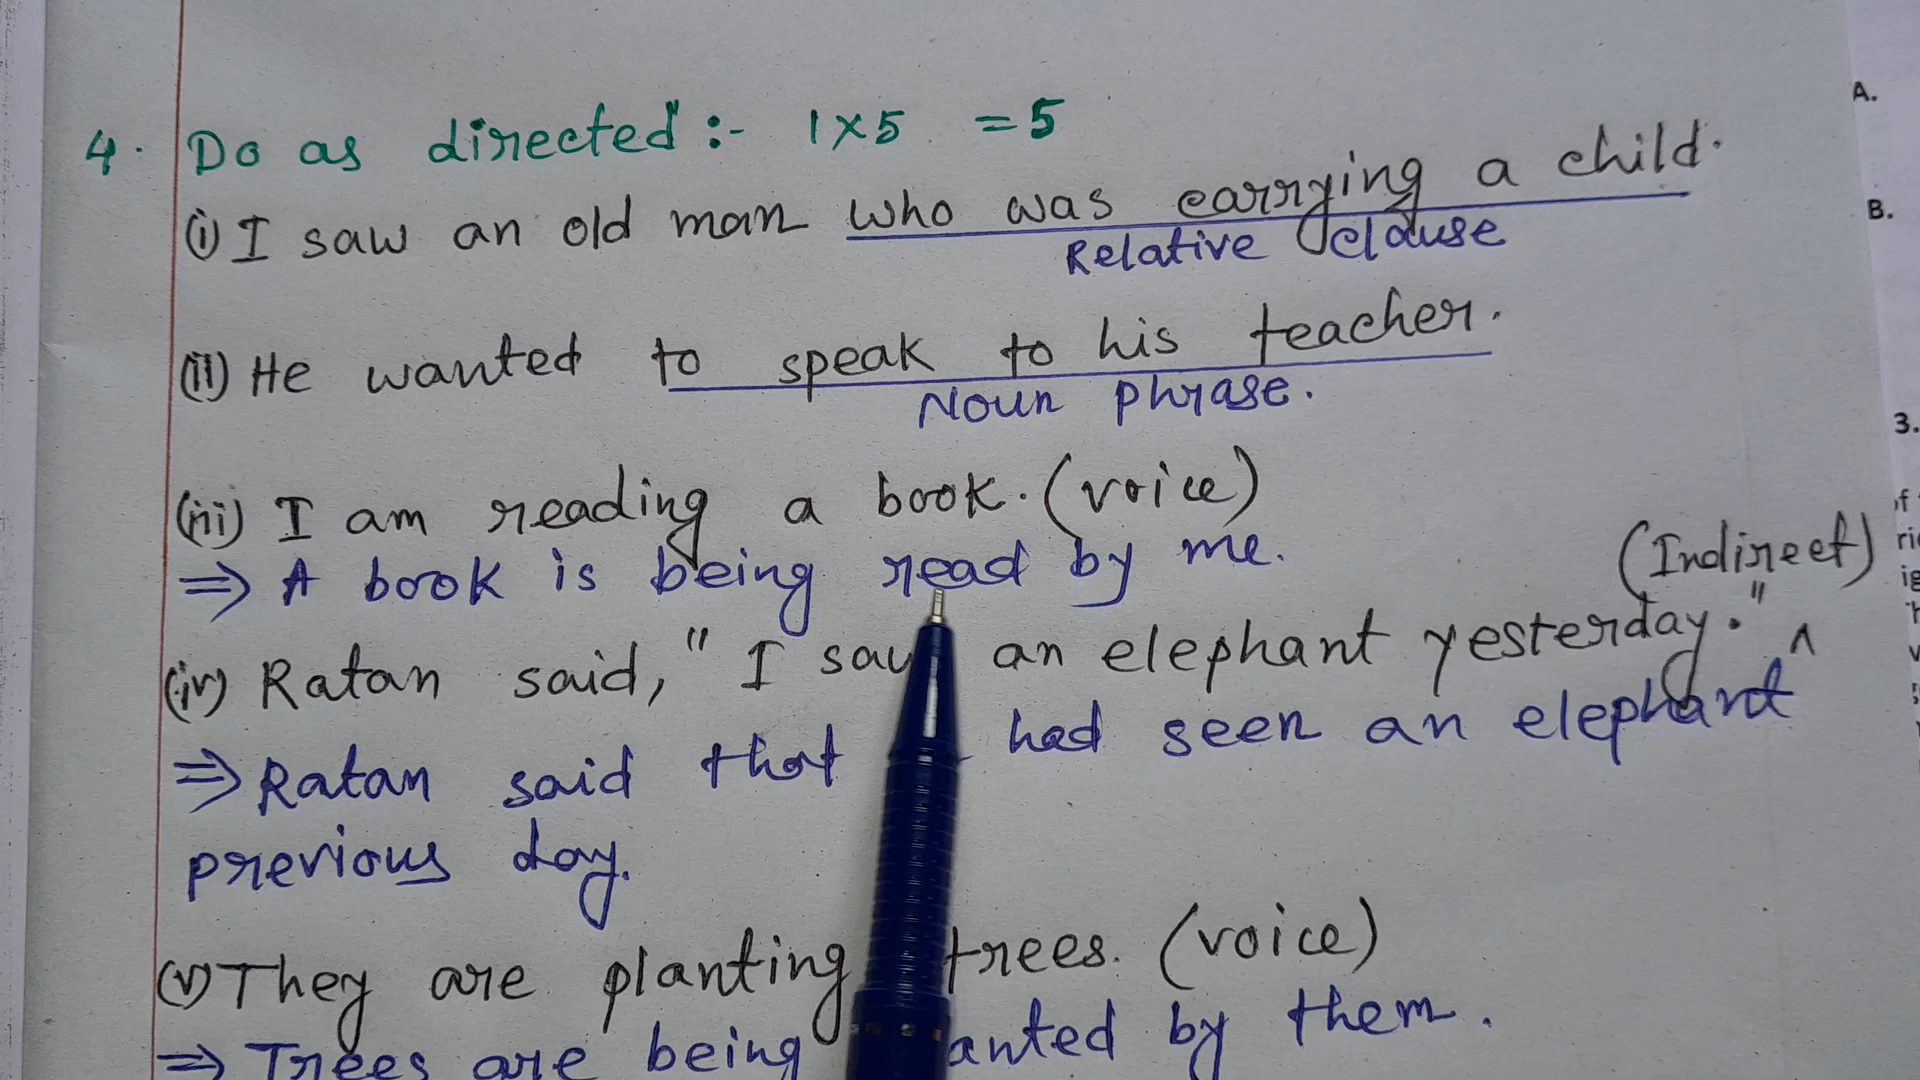 4. Do as directed :- 1×5 = 5
(i) I saw an old man who was carrying a child.
Relative clause
(ii) He wanted to speak to his teacher.
Noun phrase.
(iii) I am reading a book. (voice)
⇒ A book is being read by me.
(Indirect)
(iv) Ratan said, "I saw an elephant yesterday." ^
⇒ Ratan said that had seen an elephant
previous day.
(v) They are planting trees. (voice)
⇒ Trees are being anted by them.
A.
B.
3.